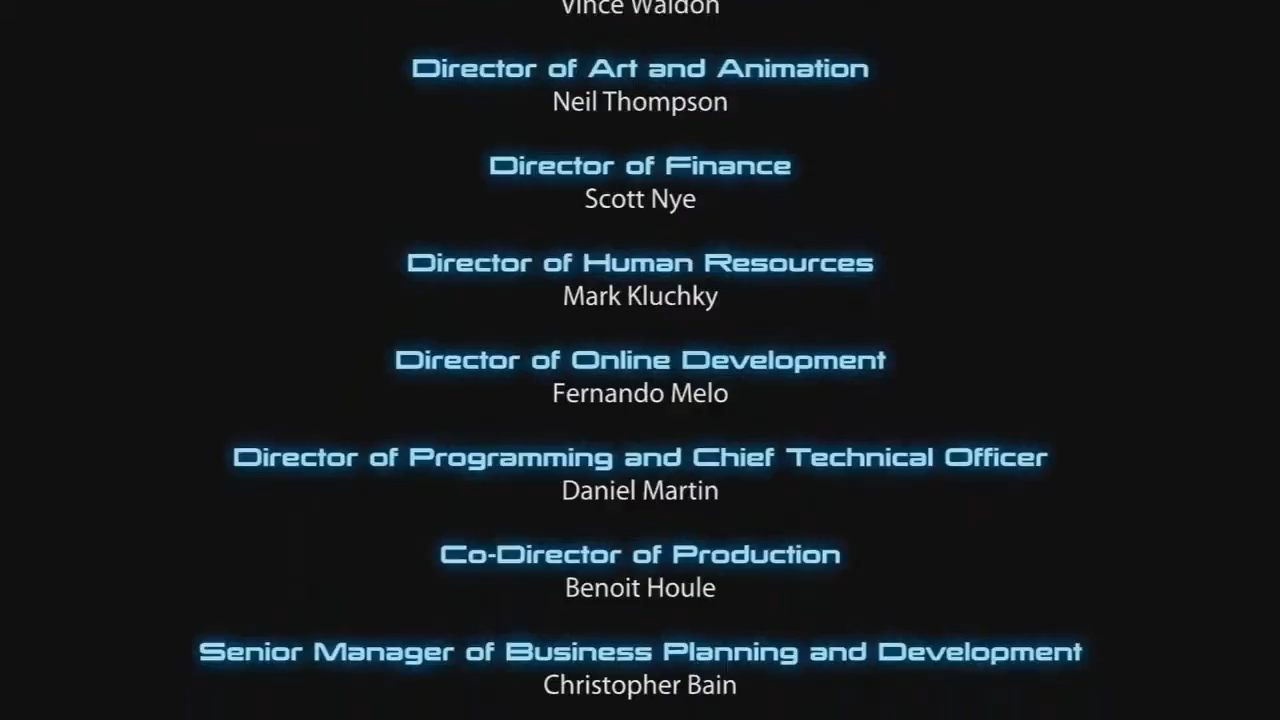 Vince Waldon
Director of Art and Animation
Neil Thompson
Director of Finance
Scott Nye
Director of Human Resources
Mark Kluchky
Director of Online Development
Fernando Melo
Director of Programming and Chief Technical Officer
Daniel Martin
Co-Director of Production
Benoit Houle
Senior Manager of Business Planning and Development
Christopher Bain